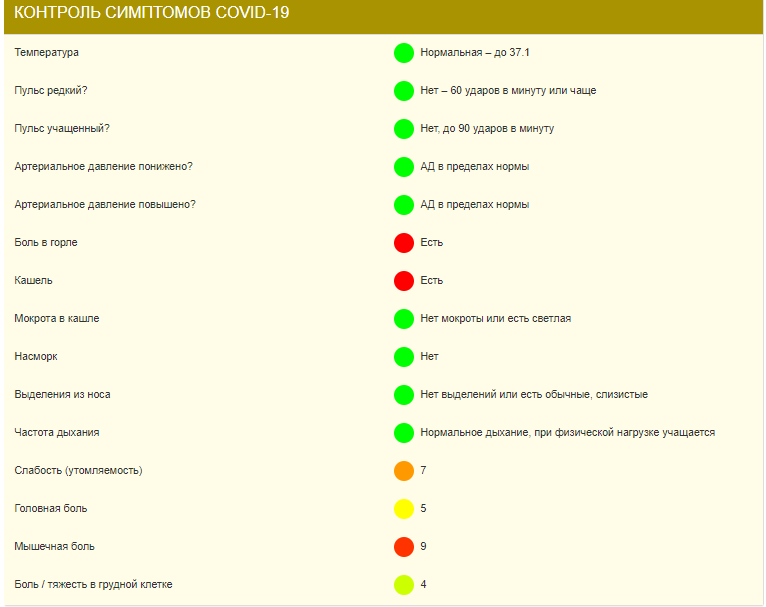 КОНТРОЛЬ СИМПТОМОВ COVID-19
Температура Нормальная – до 37.1
Пульс редкий? Нет – 60 ударов в минуту или чаще
Пульс учащенный? Нет, до 90 ударов в минуту
Артериальное давление понижено? АД в пределах нормы
Артериальное давление повышено? АД в пределах нормы
Боль в горле Есть
Кашель Есть
Мокрота в кашле Нет мокроты или есть светлая
Насморк Нет
Выделения из носа Нет выделений или есть обычные, слизистые
Частота дыхания Нормальное дыхание, при физической нагрузке учащается
Слабость (утомляемость) 7
Головная боль 5
Мышечная боль 9
Боль / тяжесть в грудной клетке 4